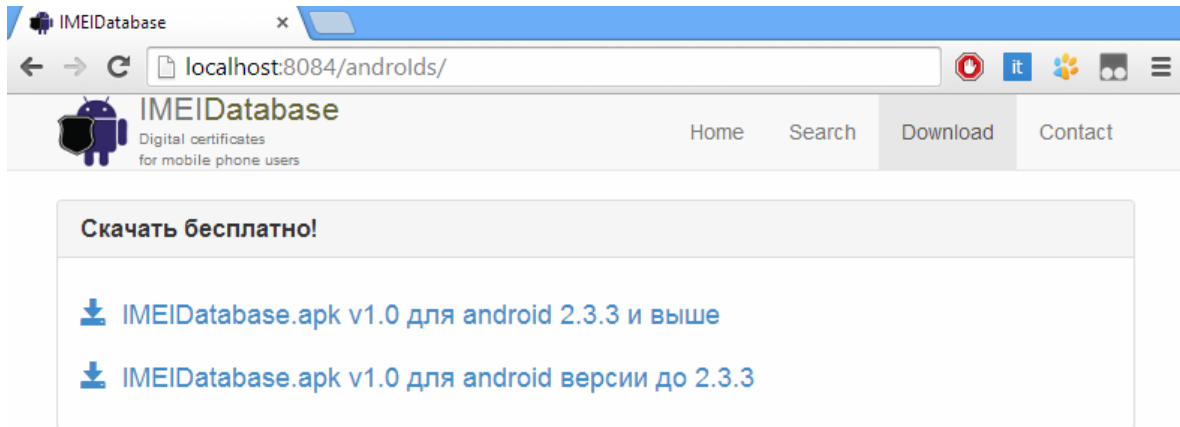 IMEIDatabase
localhost:8084/androIds/
it
IMEIDatabase
Digital certificates
for mobile phone users
Home Search Download Contact
Скачать бесплатно!
IMEIDatabase.apk v1.0 для android 2.3.3 и выше
IMEIDatabase.apk v1.0 для android версии до 2.3.3